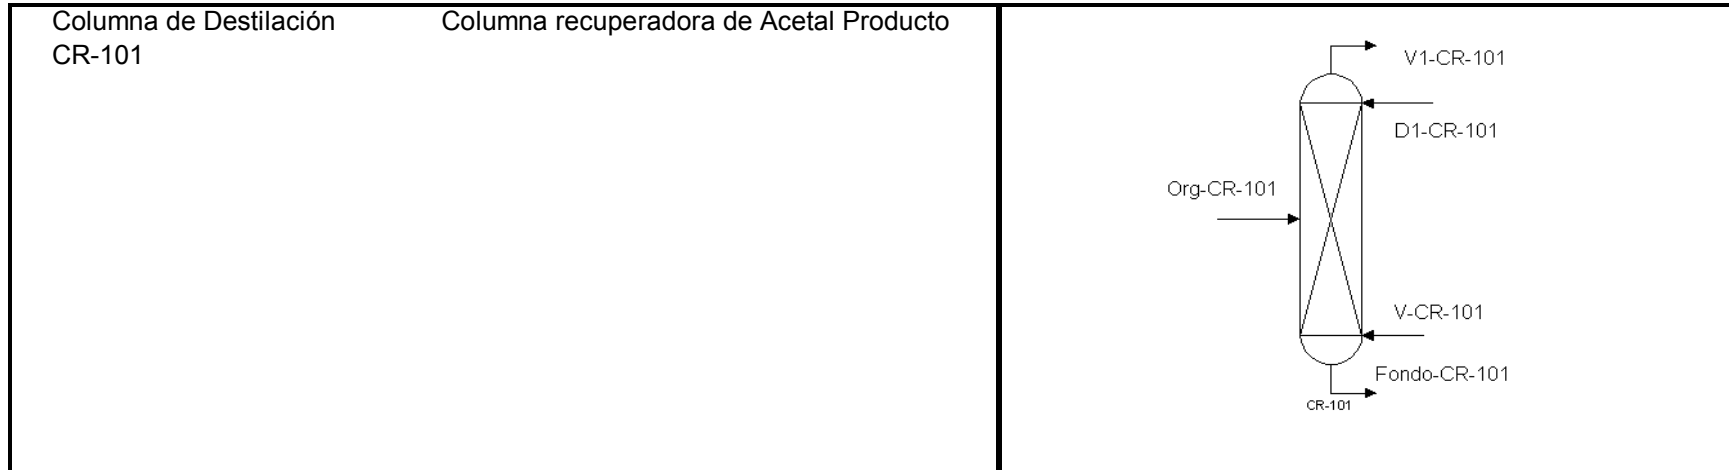 Columna de Destilación
CR-101
Columna recuperadora de Acetal Producto
V1-CR-101
D1-CR-101
Org-CR-101
V-CR-101
Fondo-CR-101
CR-101